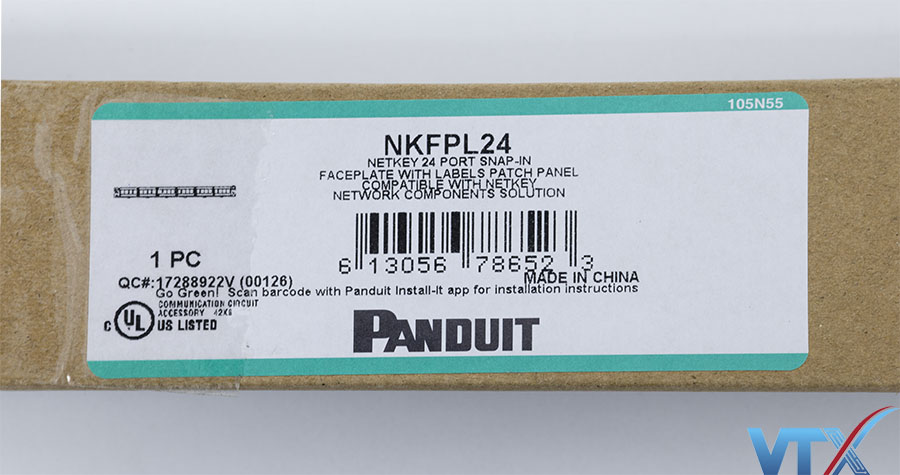 105N55
NKFPL24
NETKEY 24 PORT SNAP-IN
FACEPLATE WITH LABELS PATCH PANEL
COMPATIBLE WITH NETKEY
NETWORK COMPONENTS SOLUTION
6 13056 78652 3
1 PC
MADE IN CHINA
QC#:17288922V (00126)
Go Green! Scan barcode with Panduit Install-It app for installation instructions
COMMUNICATION CIRCUIT
ACCESSORY 42K8
C UL US LISTED
PANDUIT
VTX